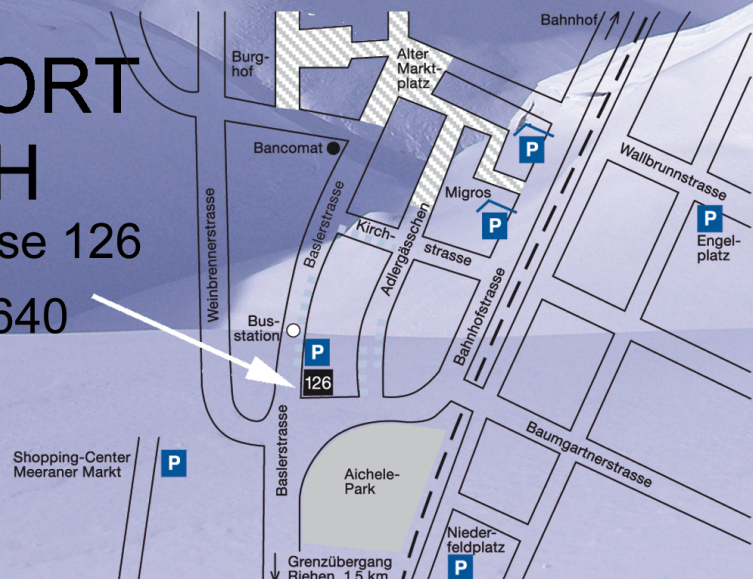 ORT
H
se 126
640
Bahnhof
Burg-
hof
Alter
Markt-
platz
Bancomat
P
Wallbrunnstrasse
Migros
P
P
Engel-
platz
Weinbrennerstrasse
Baslerstrasse
Kirch-
strasse
Adlergässchen
Bahnhofstrasse
Bus-
station
P
126
Baslerstrasse
Baumgartnerstrasse
Shopping-Center
Meeraner Markt
P
Aichele-
Park
Nieder-
feldplatz
P
Grenzübergang
Riehen 1,5 km